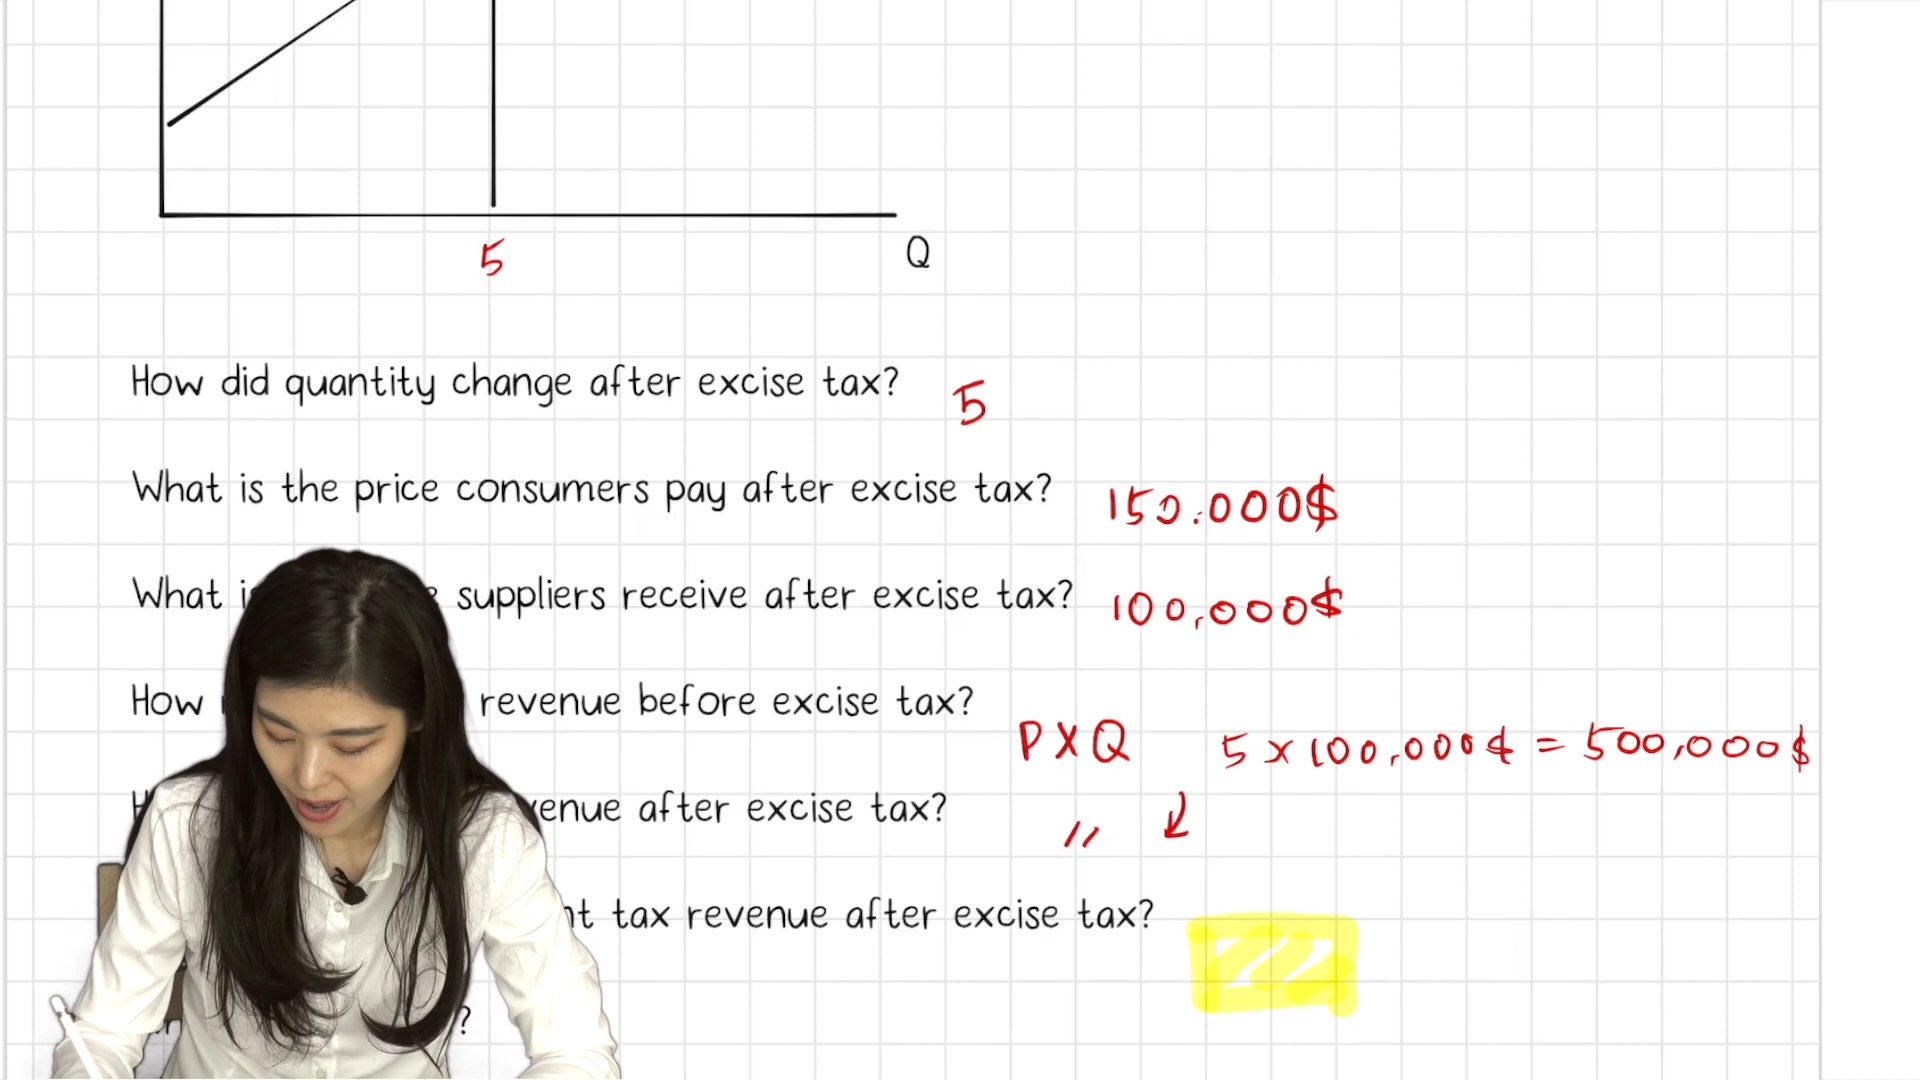 5
Q
How did quantity change after excise tax? 5
What is the price consumers pay after excise tax? 150.000$
What suppliers receive after excise tax? 100,000$
How revenue before excise tax?
P X Q 5 x 100,000$ = 500,000$
after excise tax? //
tax revenue after excise tax?
?